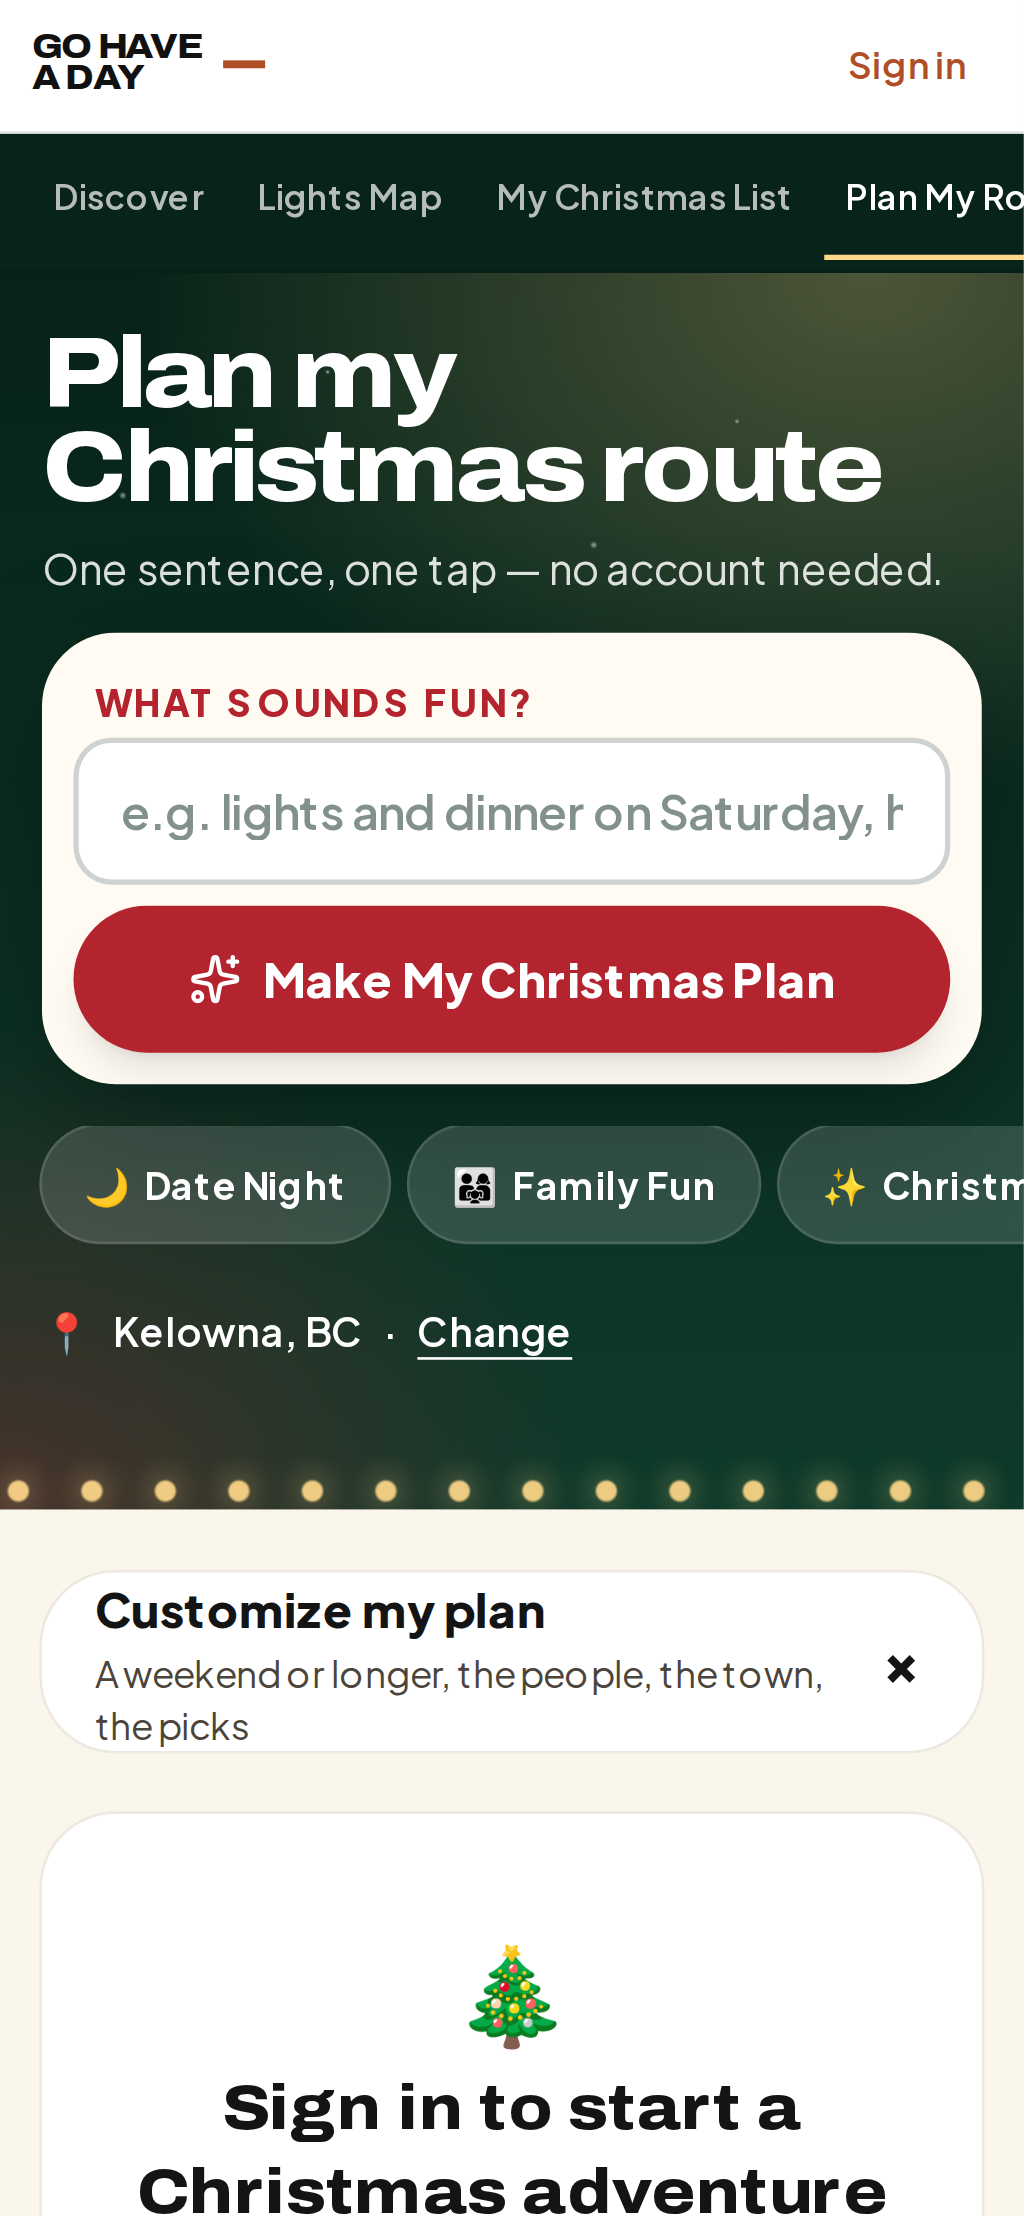 GO HAVE
A DAY
Sign in
Discover Lights Map My Christmas List Plan My Ro
Plan my
Christmas route
One sentence, one tap — no account needed.
WHAT SOUNDS FUN?
e.g. lights and dinner on Saturday, h
Make My Christmas Plan
Date Night Family Fun Christm
Kelowna, BC · Change
Customize my plan
A weekend or longer, the people, the town,
the picks
Sign in to start a
Christmas adventure